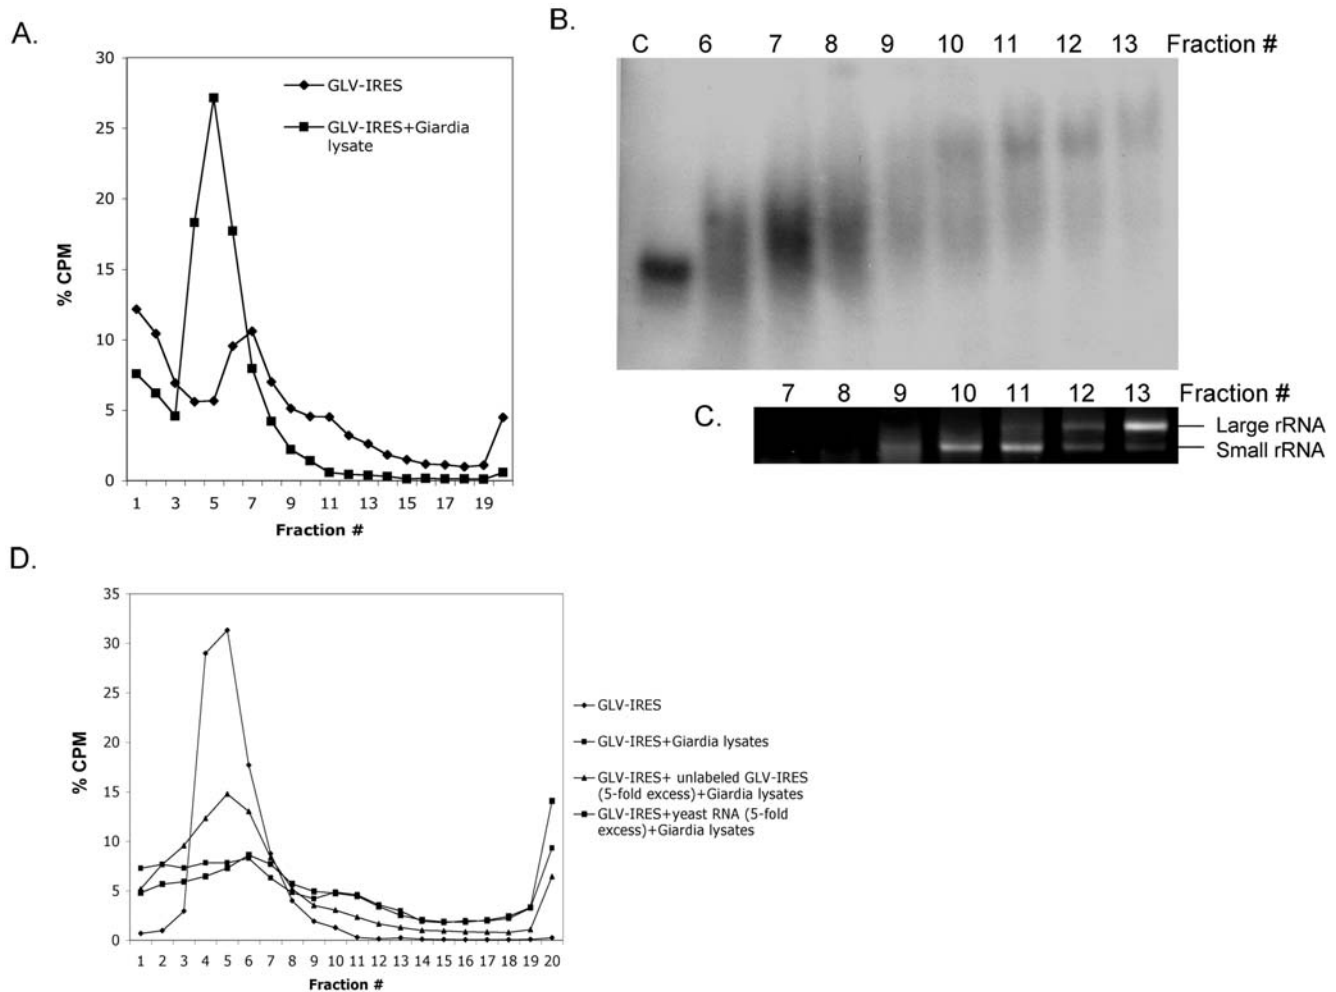 A.
30
25
20
15
10
5
0
% CPM
1 3 5 7 9 11 13 15 17 19
Fraction #
GLV-IRES
GLV-IRES+Giardia
lysate
B.
C 6 7 8 9 10 11 12 13 Fraction #
7 8 9 10 11 12 13 Fraction #
C.
Large rRNA
Small rRNA
D.
35
30
25
20
15
10
5
0
% CPM
1 2 3 4 5 6 7 8 9 10 11 12 13 14 15 16 17 18 19 20
Fraction #
GLV-IRES
GLV-IRES+Giardia lysates
GLV-IRES+ unlabeled GLV-IRES
(5-fold excess)+Giardia lysates
GLV-IRES+yeast RNA (5-fold
excess)+Giardia lysates